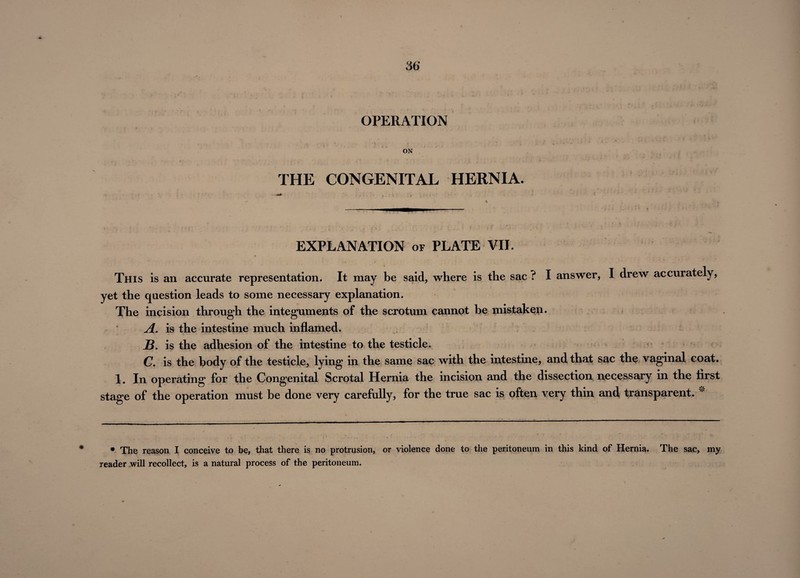 36
OPERATION
ON
THE CONGENITAL HERNIA.
EXPLANATION OF PLATE VII.
This is an accurate representation. It may be said, where is the sac? I answer, I drew accurately,
yet the question leads to some necessary explanation.
The incision through the integuments of the scrotum cannot be mistaken.
A. is the intestine much inflamed.
B. is the adhesion of the intestine to the testicle.
C. is the body of the testicle, lying in the same sac with the intestine, and that sac the vaginal coat.
1. In operating for the Congenital Scrotal Hernia the incision and the dissection necessary in the first
stage of the operation must be done very carefully, for the true sac is often very thin and transparent. *
* The reason I conceive to be, that there is no protrusion, or violence done to the peritoneum in this kind of Hernia. The sac, my
reader will recollect, is a natural process of the peritoneum.